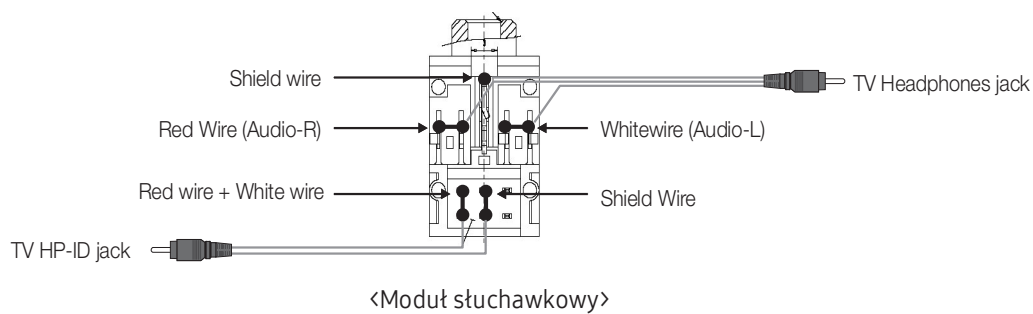 Shield wire
TV Headphones jack
Red Wire (Audio-R)
Whitewire (Audio-L)
Red wire + White wire
Shield Wire
TV HP-ID jack
<Moduł słuchawkowy>